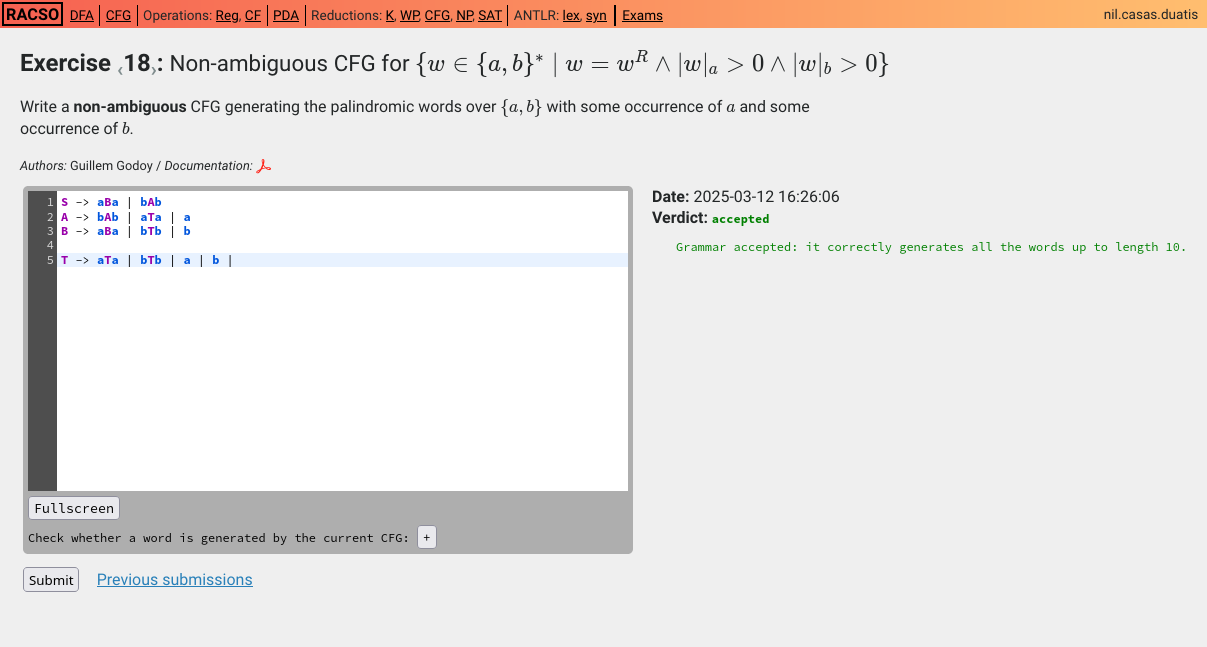 RACSO DFA CFG Operations: Reg, CF PDA Reductions: K, WP, CFG, NP, SAT ANTLR: lex, syn Exams nil.casas.duatis
Exercise ‹18›: Non-ambiguous CFG for {w ∈ {a, b}* | w = w^R ∧ |w|_a > 0 ∧ |w|_b > 0}
Write a non-ambiguous CFG generating the palindromic words over {a, b} with some occurrence of a and some
occurrence of b.
Authors: Guillem Godoy / Documentation:
1 S -> aBa | bAb
2 A -> bAb | aTa | a
3 B -> aBa | bTb | b
4
5 T -> aTa | bTb | a | b |
Fullscreen
Check whether a word is generated by the current CFG: +
Submit Previous submissions
Date: 2025-03-12 16:26:06
Verdict: accepted
Grammar accepted: it correctly generates all the words up to length 10.